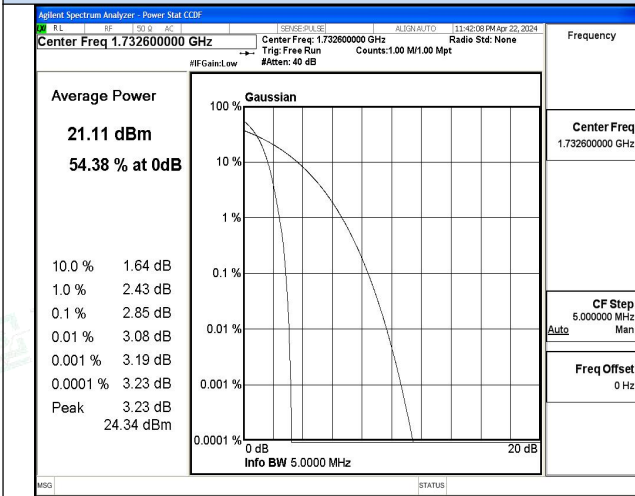 Agilent Spectrum Analyzer - Power Stat CCDF
RL RF 50 Ω AC SENSE:PULSE ALIGN AUTO 11:42:08 PM Apr 22, 2024
Center Freq 1.732600000 GHz
Center Freq: 1.732600000 GHz Radio Std: None
Trig: Free Run Counts:1.00 M/1.00 Mpt
#IFGain:Low #Atten: 40 dB
Frequency
Center Freq
1.732600000 GHz
CF Step
5.000000 MHz
Auto Man
Freq Offset
0 Hz
Average Power
21.11 dBm
54.38 % at 0dB
10.0 % 1.64 dB
1.0 % 2.43 dB
0.1 % 2.85 dB
0.01 % 3.08 dB
0.001 % 3.19 dB
0.0001 % 3.23 dB
Peak 3.23 dB
24.34 dBm
Gaussian
100 %
10 %
1 %
0.1 %
0.01 %
0.001 %
0.0001 %
0 dB 20 dB
Info BW 5.0000 MHz
MSG STATUS